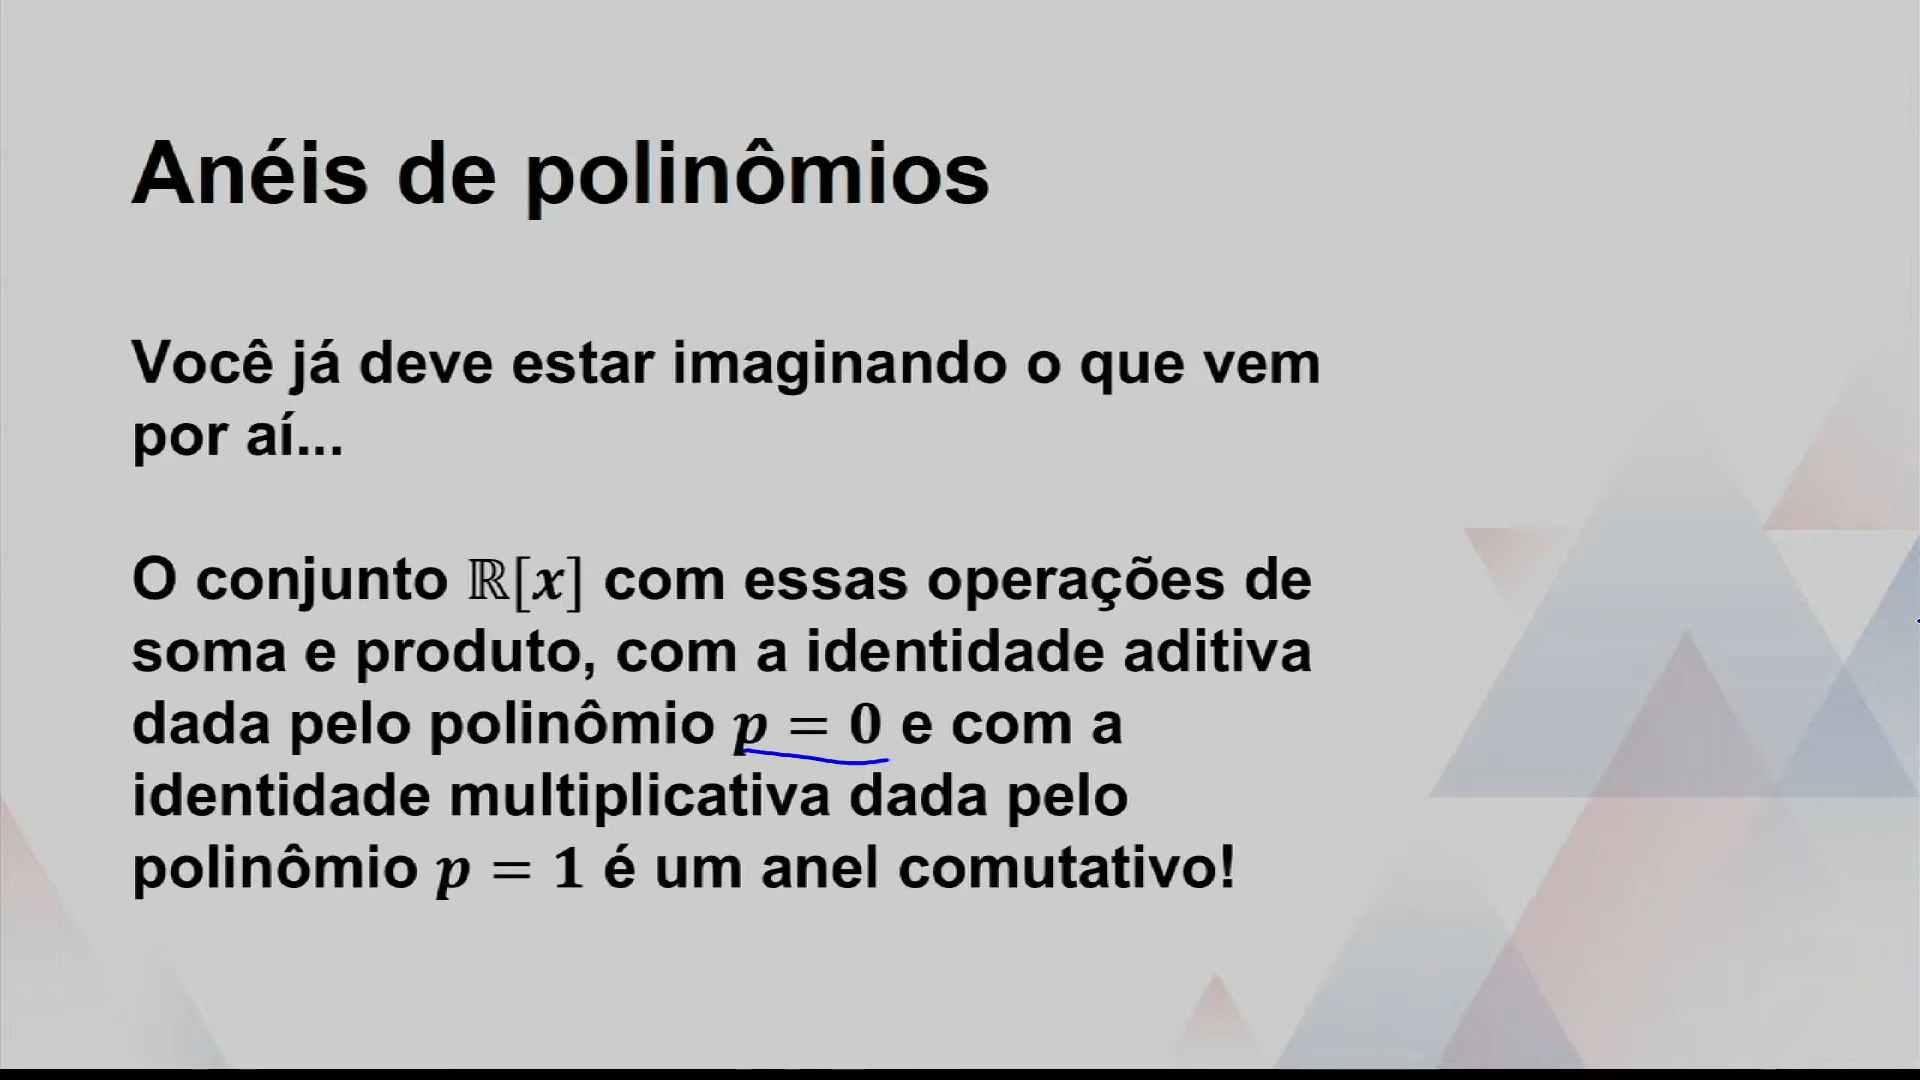 Anéis de polinômios
Você já deve estar imaginando o que vem
por aí...
O conjunto ℝ[x] com essas operações de
soma e produto, com a identidade aditiva
dada pelo polinômio p = 0 e com a
identidade multiplicativa dada pelo
polinômio p = 1 é um anel comutativo!